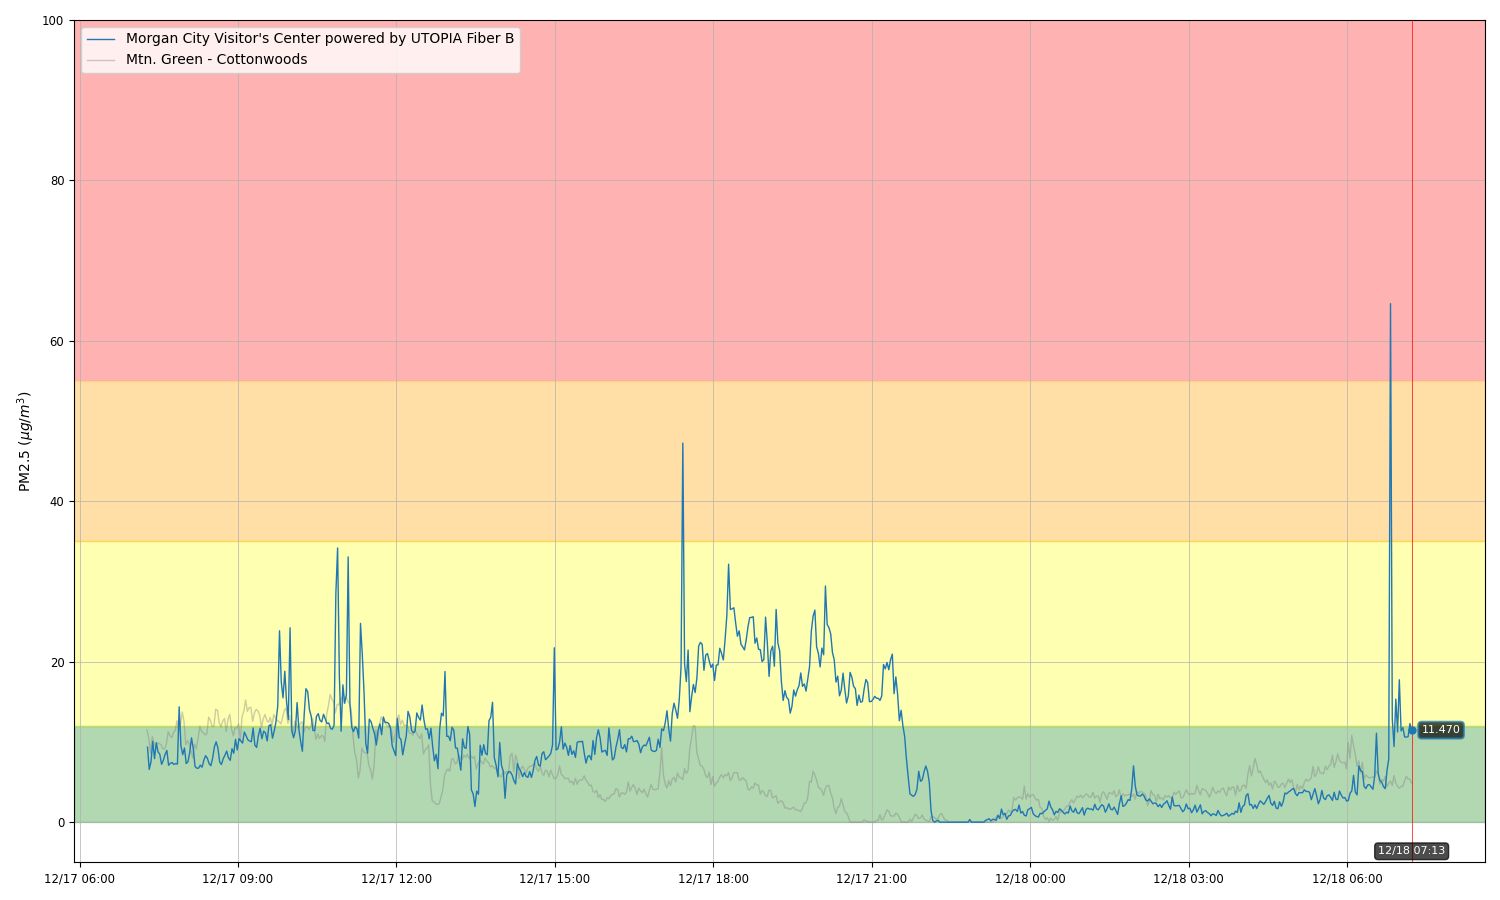 100
Morgan City Visitor's Center powered by UTOPIA Fiber B
Mtn. Green - Cottonwoods
80
60
PM2.5 (μg/m³)
40
20
11.470
0
12/18 07:13
12/17 06:00 12/17 09:00 12/17 12:00 12/17 15:00 12/17 18:00 12/17 21:00 12/18 00:00 12/18 03:00 12/18 06:00